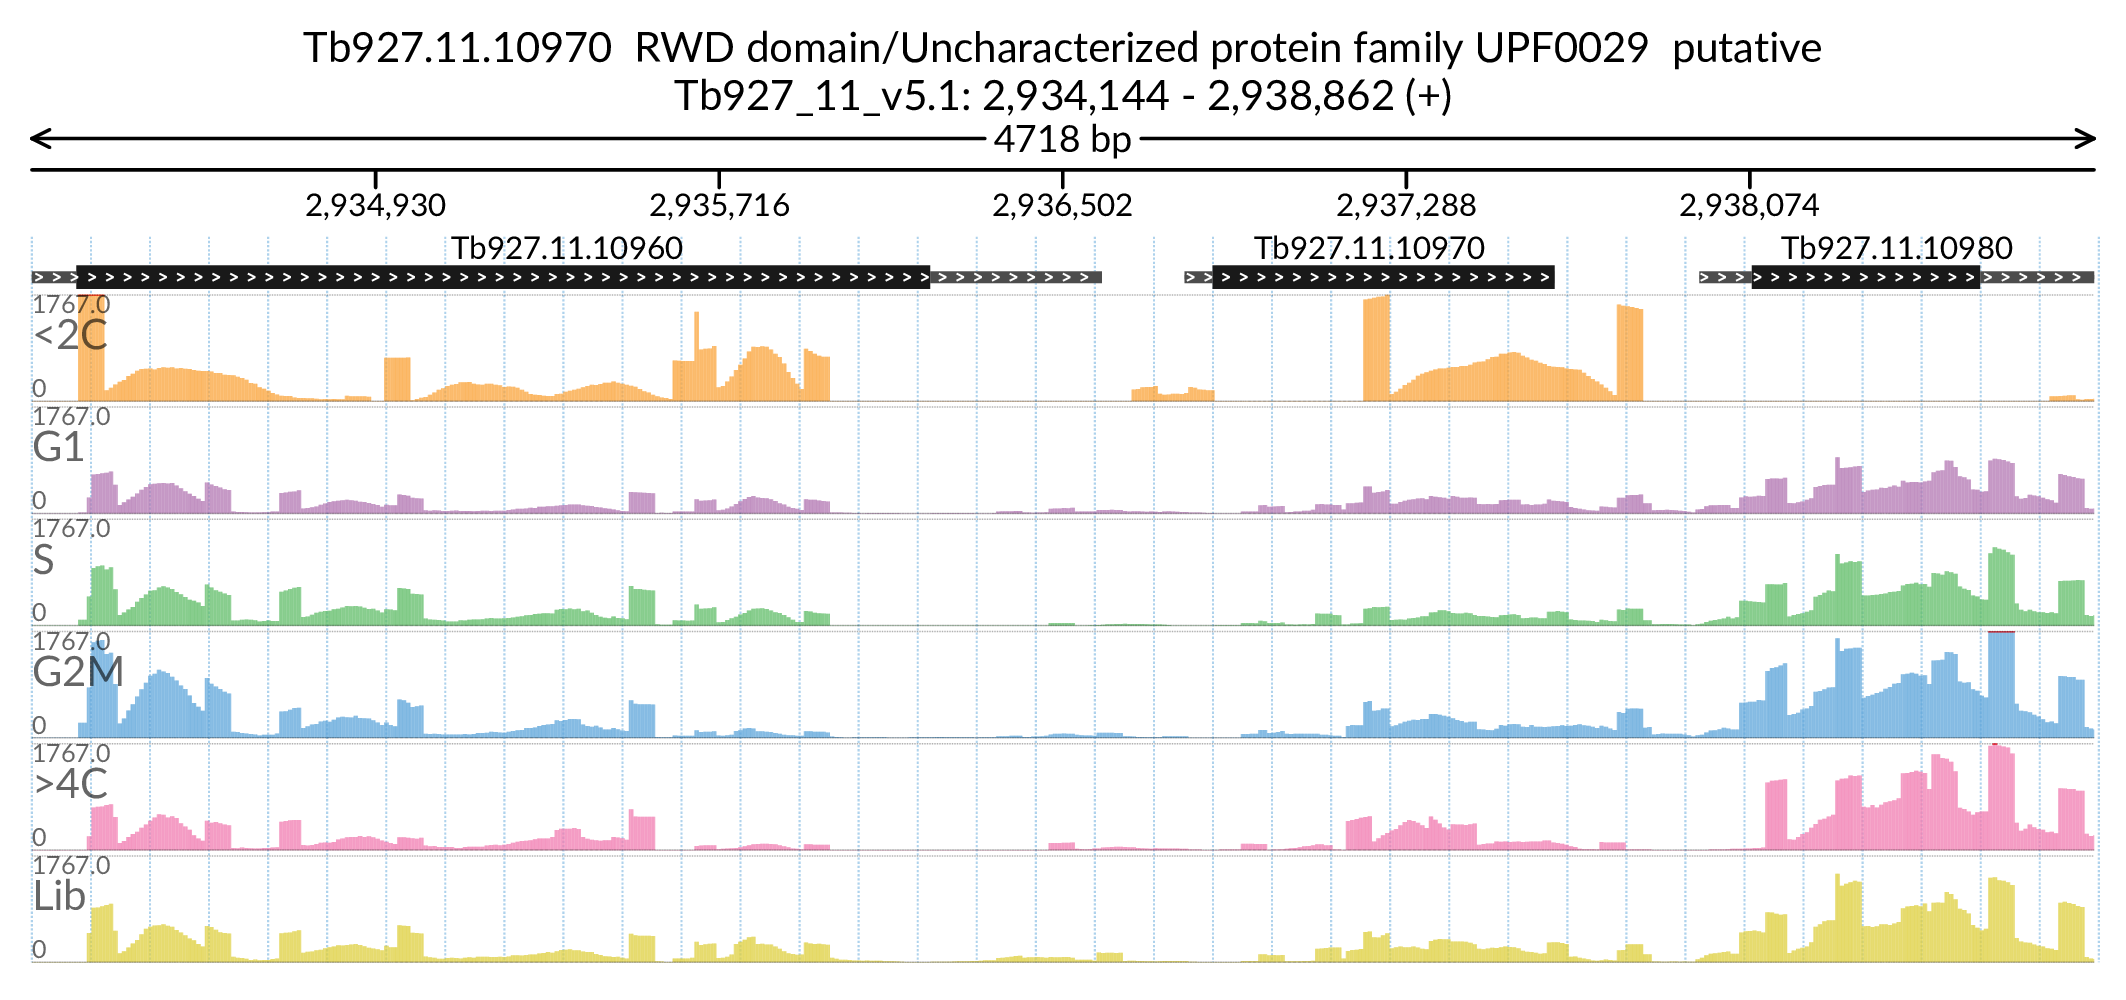 Tb927.11.10970  RWD domain/Uncharacterized protein family UPF0029  putative
Tb927_11_v5.1: 2,934,144 - 2,938,862 (+)
4718 bp
2,934,930 2,935,716 2,936,502 2,937,288 2,938,074
Tb927.11.10960 Tb927.11.10970 Tb927.11.10980
1767.0
<2C
0
1767.0
G1
0
1767.0
S
0
1767.0
G2M
0
1767.0
>4C
0
1767.0
Lib
0